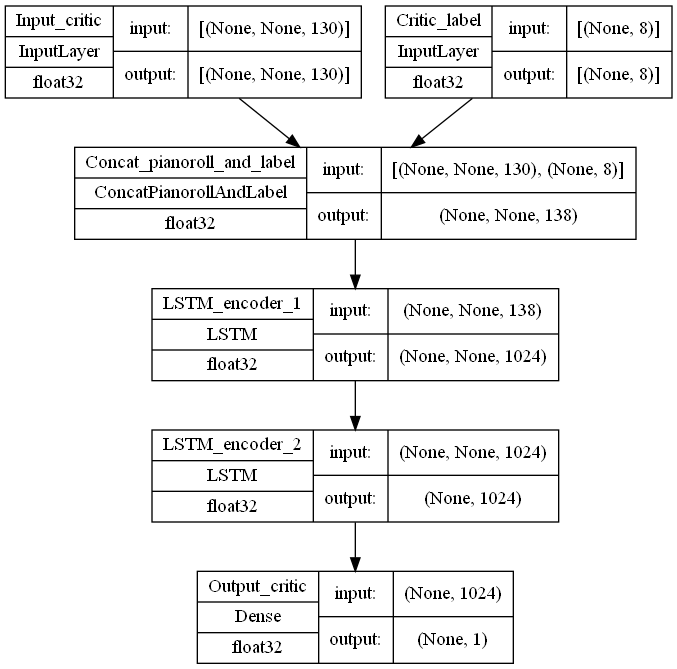 Input_critic
InputLayer
float32
input:
[(None, None, 130)]
output:
[(None, None, 130)]
Critic_label
InputLayer
float32
input:
[(None, 8)]
output:
[(None, 8)]
Concat_pianoroll_and_label
ConcatPianorollAndLabel
float32
input:
[(None, None, 130), (None, 8)]
output:
(None, None, 138)
LSTM_encoder_1
LSTM
float32
input:
(None, None, 138)
output:
(None, None, 1024)
LSTM_encoder_2
LSTM
float32
input:
(None, None, 1024)
output:
(None, 1024)
Output_critic
Dense
float32
input:
(None, 1024)
output:
(None, 1)